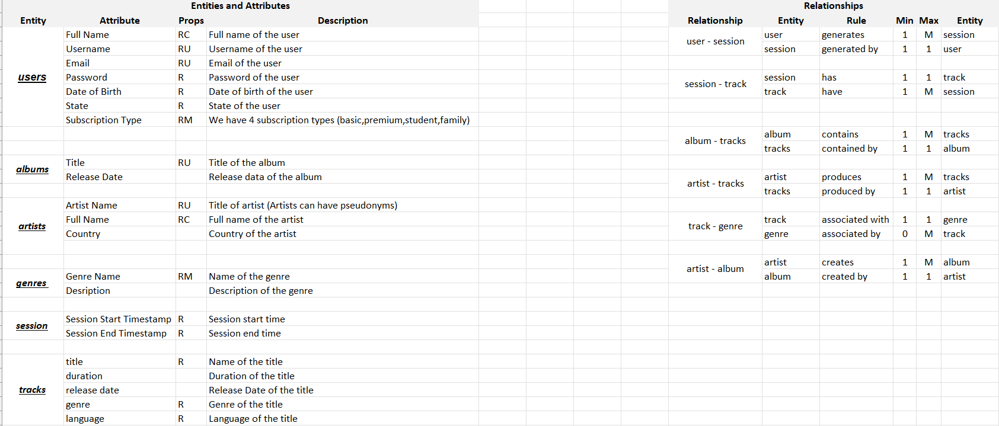 Entities and Attributes Relationships
Entity Attribute Props Description Relationship Entity Rule Min Max Entity
users
Full Name RC Full name of the user
Username RU Username of the user
Email RU Email of the user
Password R Password of the user
Date of Birth R Date of birth of the user
State R State of the user
Subscription Type RM We have 4 subscription types (basic,premium,student,family)
albums
Title RU Title of the album
Release Date Release data of the album
artists
Artist Name RU Title of artist (Artists can have pseudonyms)
Full Name RC Full name of the artist
Country Country of the artist
genres
Genre Name RM Name of the genre
Desription Description of the genre
session
Session Start Timestamp R Session start time
Session End Timestamp R Session end time
tracks
title R Name of the title
duration Duration of the title
release date Release Date of the title
genre R Genre of the title
language R Language of the title
user - session
user generates 1 M session
session generated by 1 1 user
session - track
session has 1 1 track
track have 1 M session
album - tracks
album contains 1 M tracks
tracks contained by 1 1 album
artist - tracks
artist produces 1 M tracks
tracks produced by 1 1 artist
track - genre
track associated with 1 1 genre
genre associated by 0 M track
artist - album
artist creates 1 M album
album created by 1 1 artist